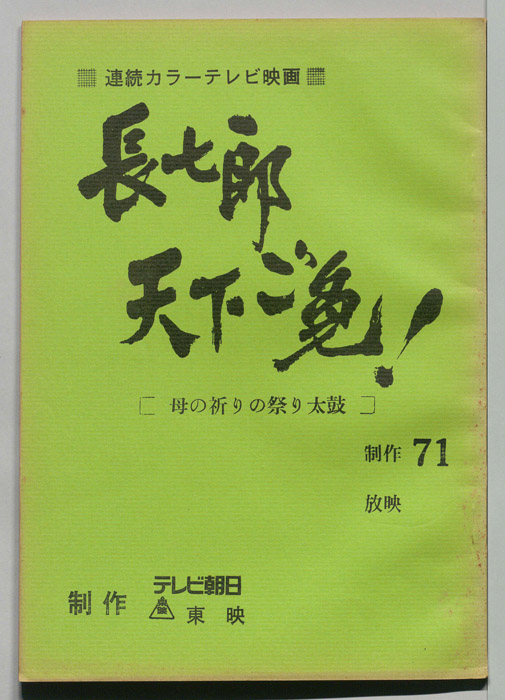 連続カラーテレビ映画
長七郎
天下ご免!
[母の祈りの祭り太鼓]
制作 71
放映
制作 テレビ朝日
東映